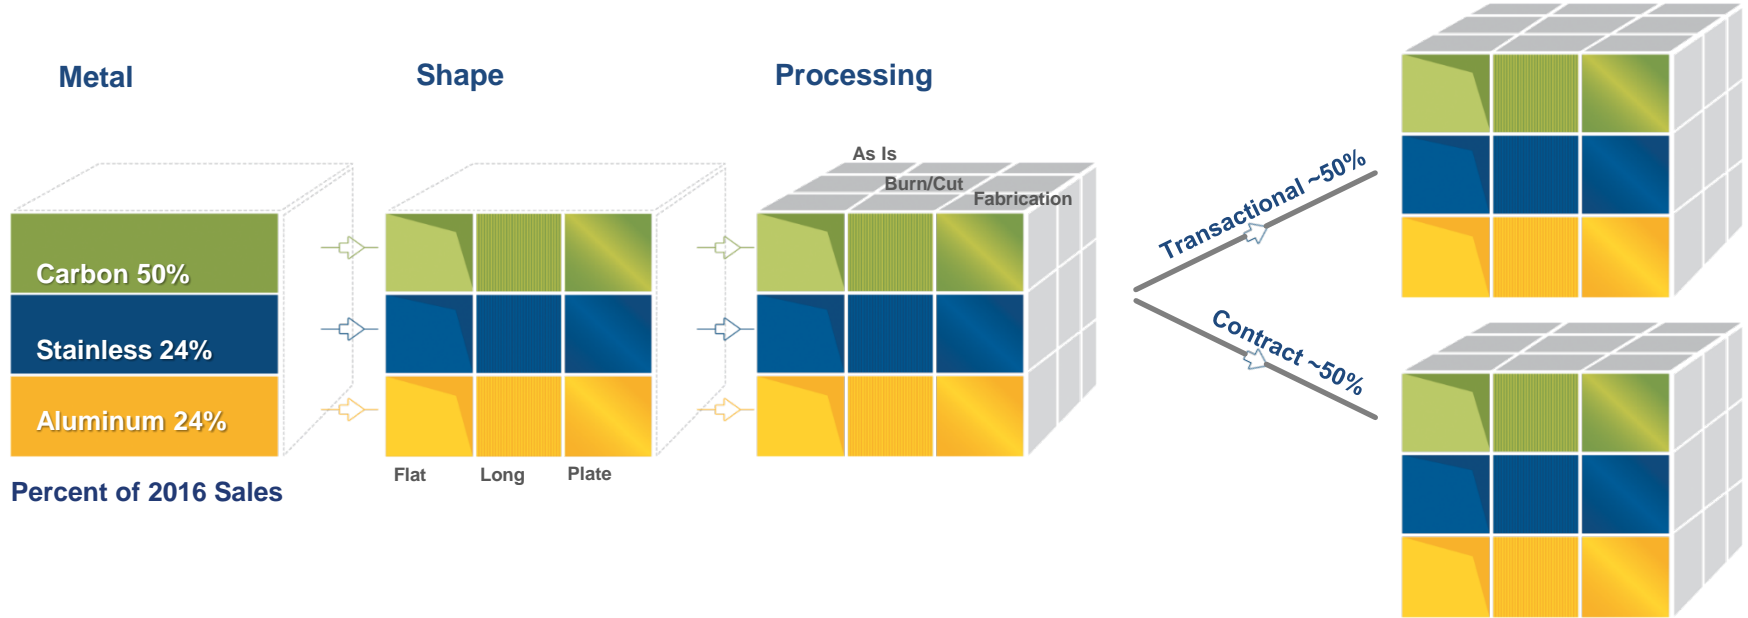 Metal
Shape
Processing
As Is
Burn/Cut
Fabrication
Carbon 50%
Stainless 24%
Aluminum 24%
Flat
Long
Plate
Percent of 2016 Sales
Transactional ~50%
Contract ~50%